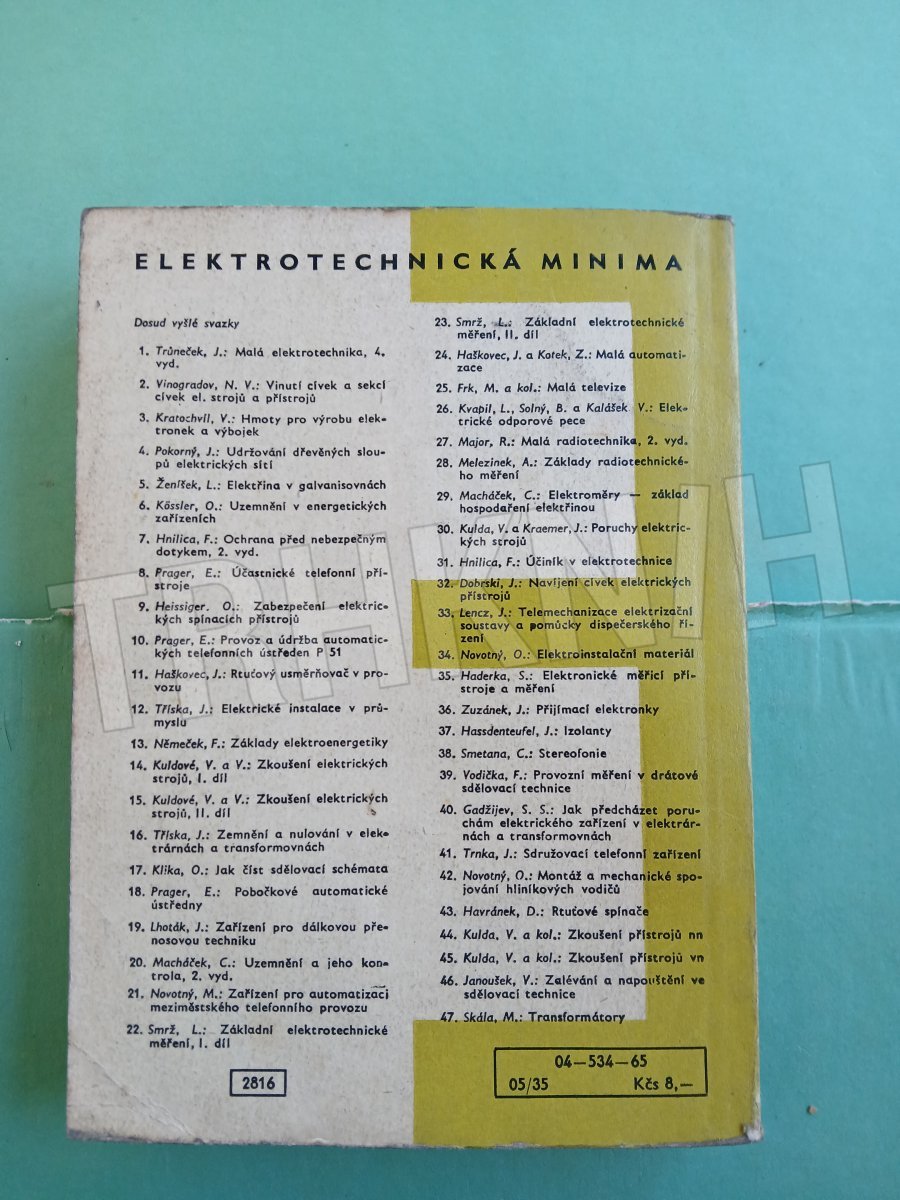 ELEKTROTECHNICKÁ MINIMA
Dosud vyšlé svazky
1. Trůneček, J.: Malá elektrotechnika, 4.
vyd.
2. Vinogradov, N. V.: Vinutí cívek a sekcí
cívek el. strojů a přístrojů
3. Kratochvíl, V.: Hmoty pro výrobu elek-
tronek a výbojek
4. Pokorný, J.: Udržování dřevěných slou-
pů elektrických sítí
5. Ženíšek, L.: Elektřina v galvanisovnách
6. Kössler, O.: Uzemnění v energetických
zařízeních
7. Hnilica, F.: Ochrana před nebezpečným
dotykem, 2. vyd.
8. Prager, E.: Účastnické telefonní pří-
stroje
9. Heissiger. O.: Zabezpečení elektric-
kých spínacích přístrojů
10. Prager, E.: Provoz a údržba automatic-
kých telefonních ústředen P 51
11. Haškovec, J.: Rtuťový usměrňovač v pro-
vozu
12. Tříska, J.: Elektrické instalace v prů-
myslu
13. Němeček, F.: Základy elektroenergetiky
14. Kuldové, V. a V.: Zkoušení elektrických
strojů, I. díl
15. Kuldové, V. a V.: Zkoušení elektrických
strojů, II. díl
16. Tříska, J.: Zemnění a nulování v elek-
trárnách a transformovnách
17. Klika, O.: Jak číst sdělovací schémata
18. Prager, E.: Pobočkové automatické
ústředny
19. Lhoták, J.: Zařízení pro dálkovou pře-
nosovou techniku
20. Macháček, C.: Uzemnění a jeho kon-
trola, 2. vyd.
21. Novotný, M.: Zařízení pro automatizaci
meziměstského telefonního provozu
22. Smrž, L.: Základní elektrotechnické
měření, I. díl
23. Smrž, L.: Základní elektrotechnické
měření, II. díl
24. Haškovec, J. a Kotek, Z.: Malá automati-
zace
25. Frk, M. a kol.: Malá televize
26. Kvapil, L., Solný, B. a Kalášek V.: Elek-
trické odporové pece
27. Major, R.: Malá radiotechnika, 2. vyd.
28. Melezinek, A.: Základy radiotechnické-
ho měření
29. Macháček, C.: Elektroměry — základ
hospodaření elektřinou
30. Kulda, V. a Kraemer, J.: Poruchy elektric-
kých strojů
31. Hnilica, F.: Účiník v elektrotechnice
32. Dobrski, J.: Navíjení cívek elektrických
přístrojů
33. Lencz, J.: Telemechanizace elektrizační
soustavy a pomůcky dispečerského ří-
zení
34. Novotný, O.: Elektroinstalační materiál
35. Haderka, S.: Elektronické měřicí pří-
stroje a měření
36. Zuzánek, J.: Přijímací elektronky
37. Hassdenteufel, J.: Izolanty
38. Smetana, C.: Stereofonie
39. Vodička, F.: Provozní měření v drátové
sdělovací technice
40. Gadžijev, S. S.: Jak předcházet poru-
chám elektrického zařízení v elektrár-
nách a transformovnách
41. Trnka, J.: Sdružovací telefonní zařízení
42. Novotný, O.: Montáž a mechanické spo-
jování hliníkových vodičů
43. Havránek, D.: Rtuťové spínače
44. Kulda, V. a kol.: Zkoušení přístrojů nn
45. Kulda, V. a kol.: Zkoušení přístrojů vn
46. Janoušek, V.: Zalévání a napouštění ve
sdělovací technice
47. Skála, M.: Transformátory
2816
04—534—65
05/35 Kčs 8,—